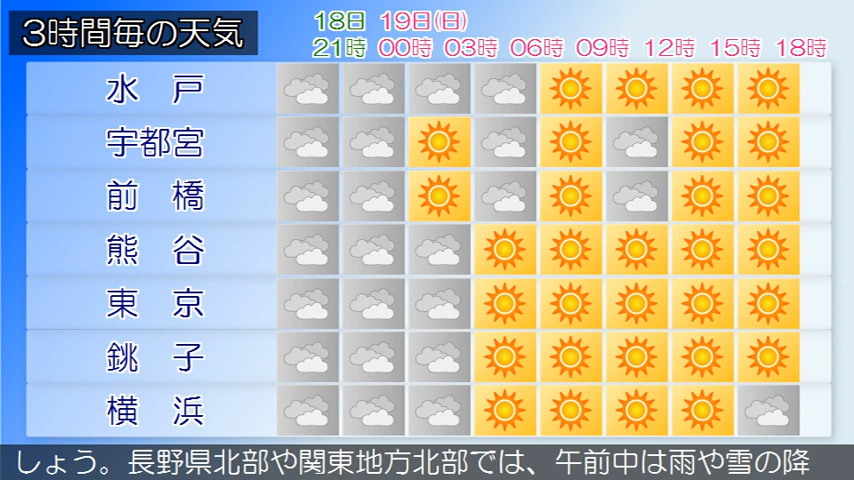 3時間毎の天気
18日 19日(日)
21時 00時 03時 06時 09時 12時 15時 18時
水戸
宇都宮
前橋
熊谷
東京
銚子
横浜
しょう。長野県北部や関東地方北部では、午前中は雨や雪の降